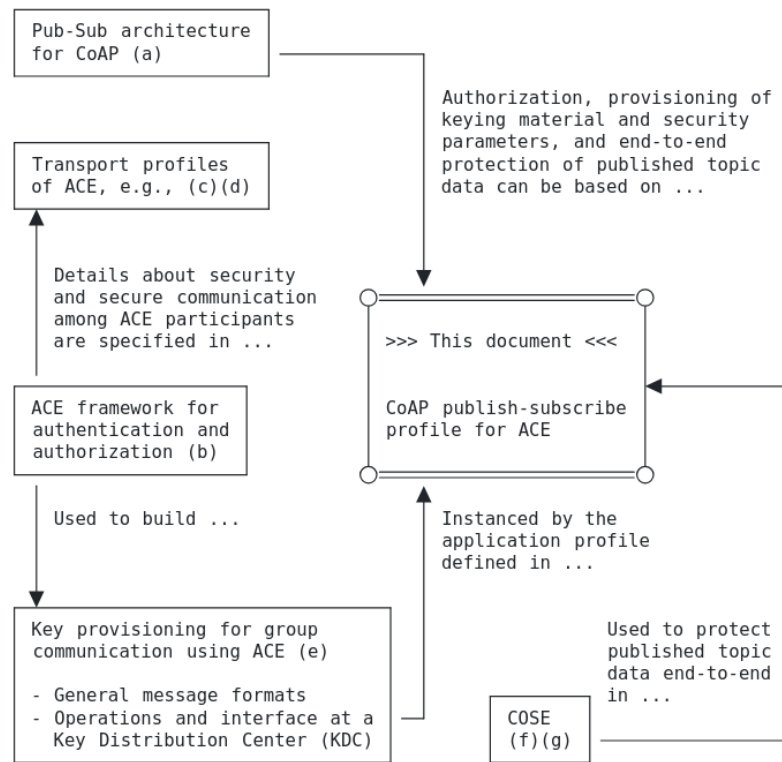 Pub-Sub architecture
for CoAP (a)
Authorization, provisioning of
keying material and security
parameters, and end-to-end
protection of published topic
data can be based on ...
Transport profiles
of ACE, e.g., (c)(d)
Details about security
and secure communication
among ACE participants
are specified in ...
>>> This document <<<
CoAP publish-subscribe
profile for ACE
ACE framework for
authentication and
authorization (b)
Used to build ...
Instanced by the
application profile
defined in ...
Key provisioning for group
communication using ACE (e)
- General message formats
- Operations and interface at a
Key Distribution Center (KDC)
Used to protect
published topic
data end-to-end
in ...
COSE
(f)(g)